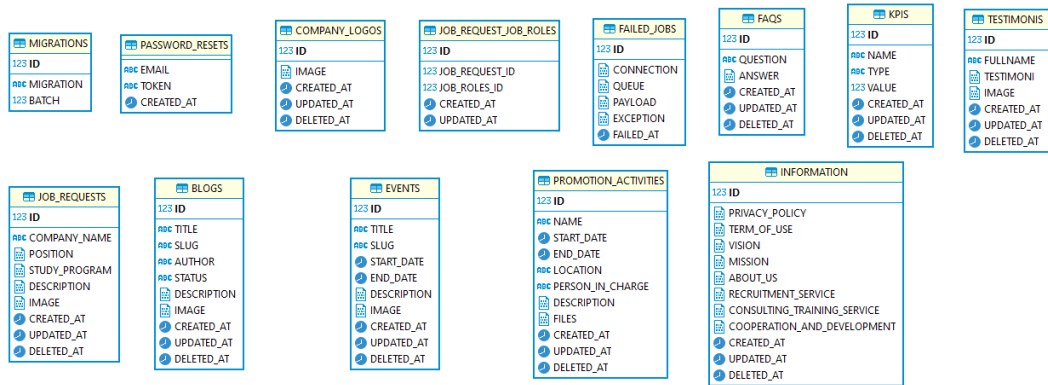 MIGRATIONS
123 ID
ABC MIGRATION
123 BATCH
PASSWORD_RESETS
ABC EMAIL
ABC TOKEN
CREATED_AT
COMPANY_LOGOS
123 ID
IMAGE
CREATED_AT
UPDATED_AT
DELETED_AT
JOB_REQUEST_JOB_ROLES
123 ID
123 JOB_REQUEST_ID
123 JOB_ROLES_ID
CREATED_AT
UPDATED_AT
FAILED_JOBS
123 ID
CONNECTION
QUEUE
PAYLOAD
EXCEPTION
FAILED_AT
FAQS
123 ID
ABC QUESTION
ANSWER
CREATED_AT
UPDATED_AT
DELETED_AT
KPIS
123 ID
ABC NAME
ABC TYPE
123 VALUE
CREATED_AT
UPDATED_AT
DELETED_AT
TESTIMONIS
123 ID
ABC FULLNAME
TESTIMONI
IMAGE
CREATED_AT
UPDATED_AT
DELETED_AT
JOB_REQUESTS
123 ID
ABC COMPANY_NAME
POSITION
STUDY_PROGRAM
DESCRIPTION
IMAGE
CREATED_AT
UPDATED_AT
DELETED_AT
BLOGS
123 ID
ABC TITLE
ABC SLUG
ABC AUTHOR
ABC STATUS
DESCRIPTION
IMAGE
CREATED_AT
UPDATED_AT
DELETED_AT
EVENTS
123 ID
ABC TITLE
ABC SLUG
START_DATE
END_DATE
DESCRIPTION
IMAGE
CREATED_AT
UPDATED_AT
DELETED_AT
PROMOTION_ACTIVITIES
123 ID
ABC NAME
START_DATE
END_DATE
ABC LOCATION
ABC PERSON_IN_CHARGE
DESCRIPTION
FILES
CREATED_AT
UPDATED_AT
DELETED_AT
INFORMATION
123 ID
PRIVACY_POLICY
TERM_OF_USE
VISION
MISSION
ABOUT_US
RECRUITMENT_SERVICE
CONSULTING_TRAINING_SERVICE
COOPERATION_AND_DEVELOPMENT
CREATED_AT
UPDATED_AT
DELETED_AT